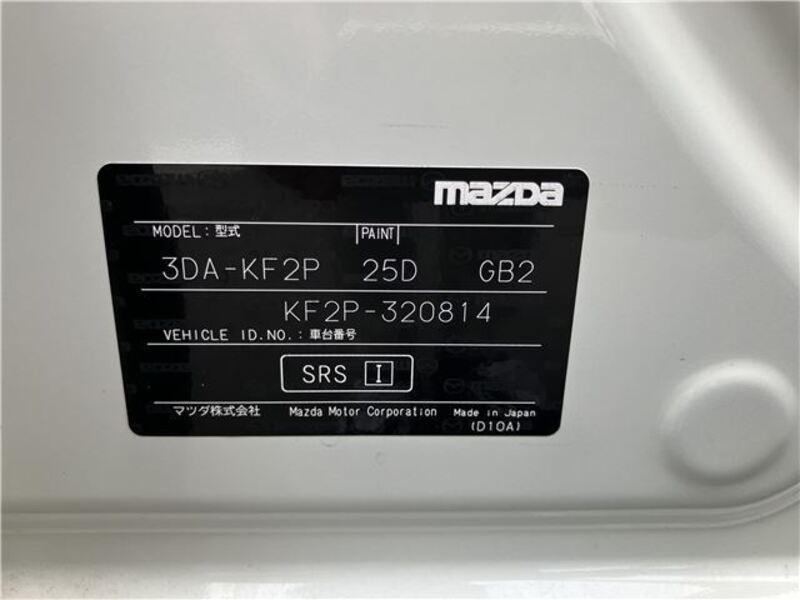 mazda
MODEL : 型式 PAINT
3DA-KF2P 25D GB2
KF2P-320814
VEHICLE ID.NO. : 車台番号
SRS I
マツダ株式会社 Mazda Motor Corporation Made in Japan
(D10A)